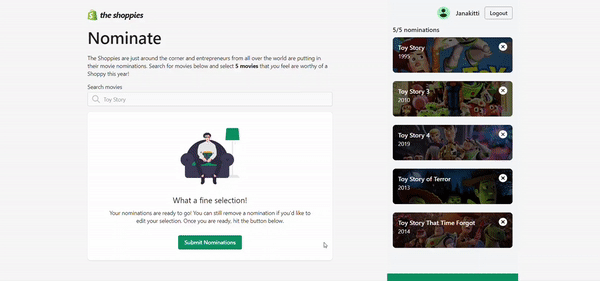 the shoppies
Janakitti
Logout
Nominate
The Shoppies are just around the corner and entrepreneurs from all over the world are putting in
their movie nominations. Search for movies below and select 5 movies that you feel are worthy of a
Shoppy this year!
Search movies
Toy Story
What a fine selection!
Your nominations are ready to go! You can still remove a nomination if you'd like to
edit your selection. Once you are ready, hit the button below.
Submit Nominations
5/5 nominations
Toy Story
1995
Toy Story 3
2010
Toy Story 4
2019
Toy Story of Terror
2013
Toy Story That Time Forgot
2014